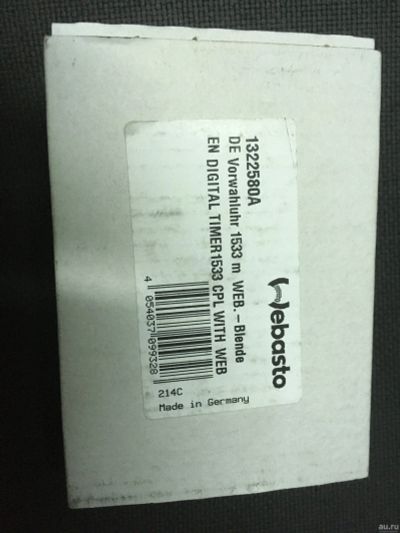 Webasto
1322580A
DE Vorwahluhr 1533 m WEB. – Blende
EN DIGITAL TIMER1533 CPL WITH WEB
4 054037 099328
214C
Made in Germany
au.ru